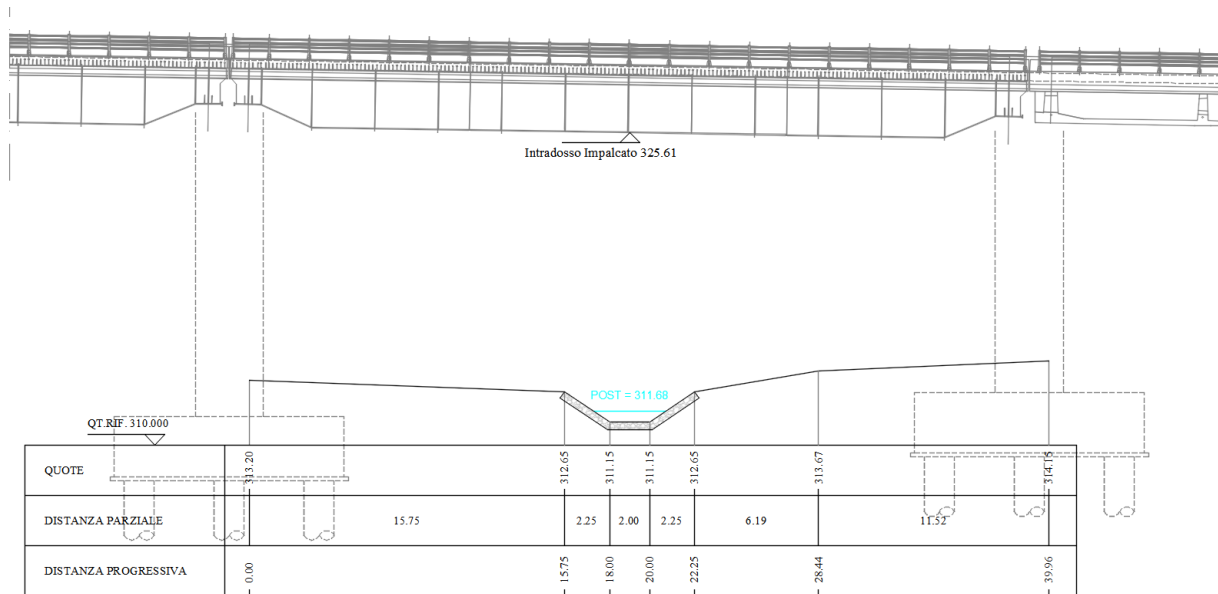 Intradosso Impalcato 325.61
POST = 311.68
QT.RIF. 310.000
QUOTE 313.20 312.65 311.15 311.15 312.65 313.67 314.15
DISTANZA PARZIALE 15.75 2.25 2.00 2.25 6.19 11.52
DISTANZA PROGRESSIVA 0.00 15.75 18.00 20.00 22.25 28.44 39.96